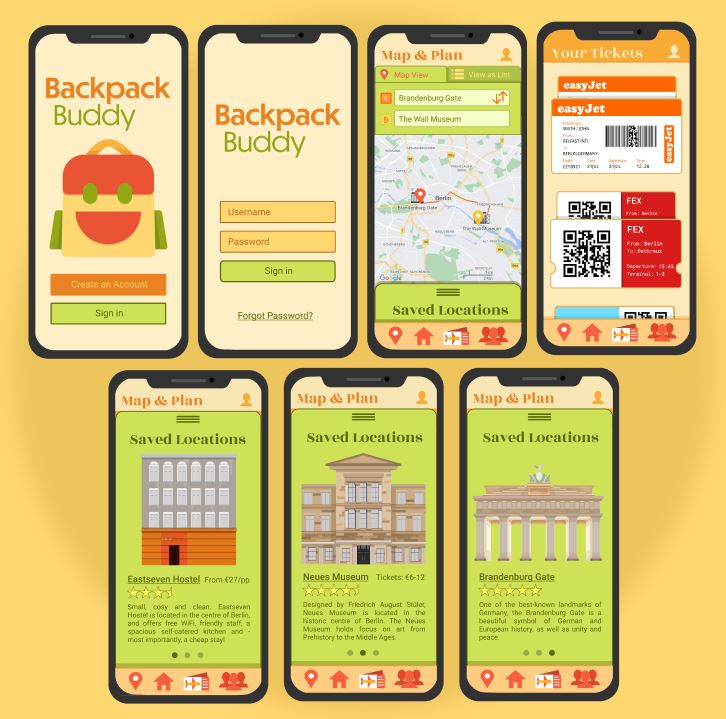 Backpack
Buddy
Create an Account
Sign in
Backpack
Buddy
Username
Password
Sign in
Forgot Password?
Map & Plan
Map View
View as List
A Brandenburg Gate
B The Wall Museum
Berlin
Brandenburg Gate
The Wall Museum
Google
Saved Locations
Your Tickets
easyJet
easyJet
Passenger
SMITH / JOHN
From
BELFAST INTL
To
BERLIN GERMANY
Flight Date Departure Time
EZY8921 21JUL 31JUL 12.20
easyJet
FEX
From: Berlin
FEX
From: Berlin
To: Ostkreuz
Departure: 15:45
Terminal: 1-2
Map & Plan
Saved Locations
Eastseven Hostel From €27/pp
Small, cosy and clean. Eastseven
Hostel is located in the centre of Berlin,
and offers free WiFi, friendly staff, a
spacious self-catered kitchen and -
most importantly, a cheap stay!
Map & Plan
Saved Locations
Neues Museum Tickets: €6-12
Designed by Friedrich August Stüler,
Neues Museum is located in the
historic centre of Berlin. The Neues
Museum holds focus on art from
Prehistory to the Middle Ages.
Map & Plan
Saved Locations
Brandenburg Gate
One of the best-known landmarks of
Germany, the Brandenburg Gate is a
beautiful symbol of German and
European history, as well as unity and
peace.